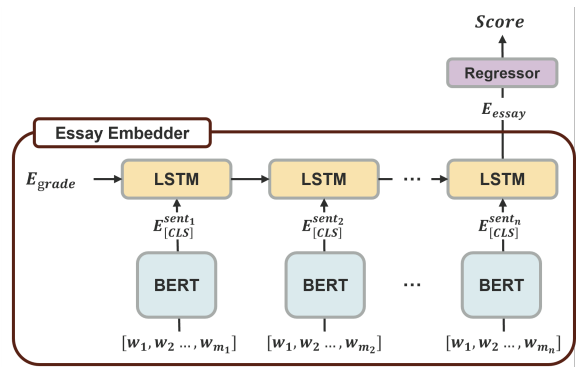 Score
Regressor
E_essay
Essay Embedder
E_grade LSTM LSTM ... LSTM
E_[CLS]^sent_1 E_[CLS]^sent_2 E_[CLS]^sent_n
BERT BERT ... BERT
[w_1, w_2 ..., w_m_1] [w_1, w_2 ..., w_m_2] [w_1, w_2 ..., w_m_n]